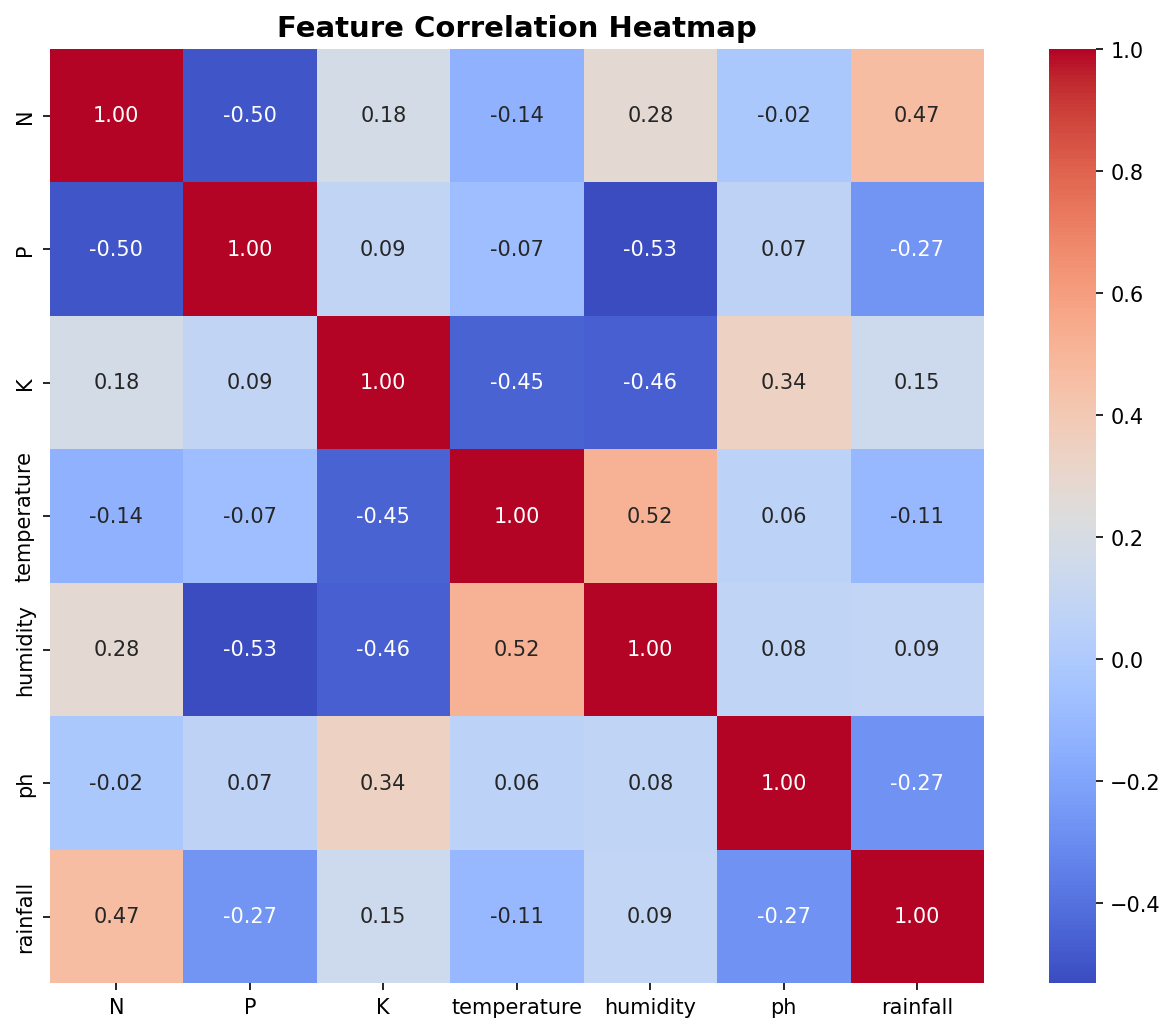 Feature Correlation Heatmap
N 1.00 -0.50 0.18 -0.14 0.28 -0.02 0.47
P -0.50 1.00 0.09 -0.07 -0.53 0.07 -0.27
K 0.18 0.09 1.00 -0.45 -0.46 0.34 0.15
temperature -0.14 -0.07 -0.45 1.00 0.52 0.06 -0.11
humidity 0.28 -0.53 -0.46 0.52 1.00 0.08 0.09
ph -0.02 0.07 0.34 0.06 0.08 1.00 -0.27
rainfall 0.47 -0.27 0.15 -0.11 0.09 -0.27 1.00
N P K temperature humidity ph rainfall
1.0
0.8
0.6
0.4
0.2
0.0
−0.2
−0.4